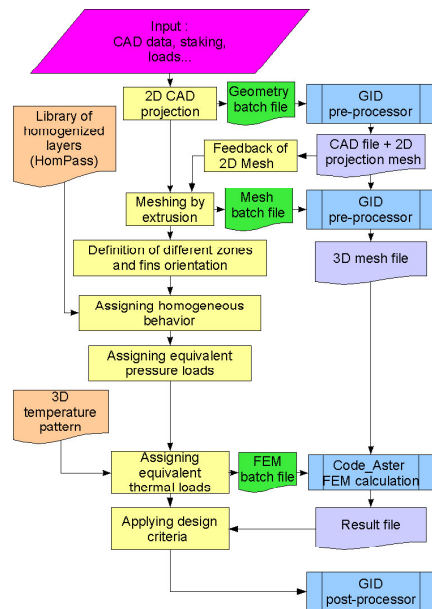 Input :
CAD data, staking,
loads...
2D CAD
projection
Geometry
batch file
GID
pre-processor
Library of
homogenized
layers
(HomPass)
Feedback of
2D Mesh
CAD file + 2D
projection mesh
Meshing by
extrusion
Mesh
batch file
GID
pre-processor
Definition of different zones
and fins orientation
3D mesh file
Assigning homogeneous
behavior
Assigning equivalent
pressure loads
3D
temperature
pattern
Assigning
equivalent
thermal loads
FEM
batch file
Code_Aster
FEM calculation
Applying design
criteria
Result file
GID
post-processor